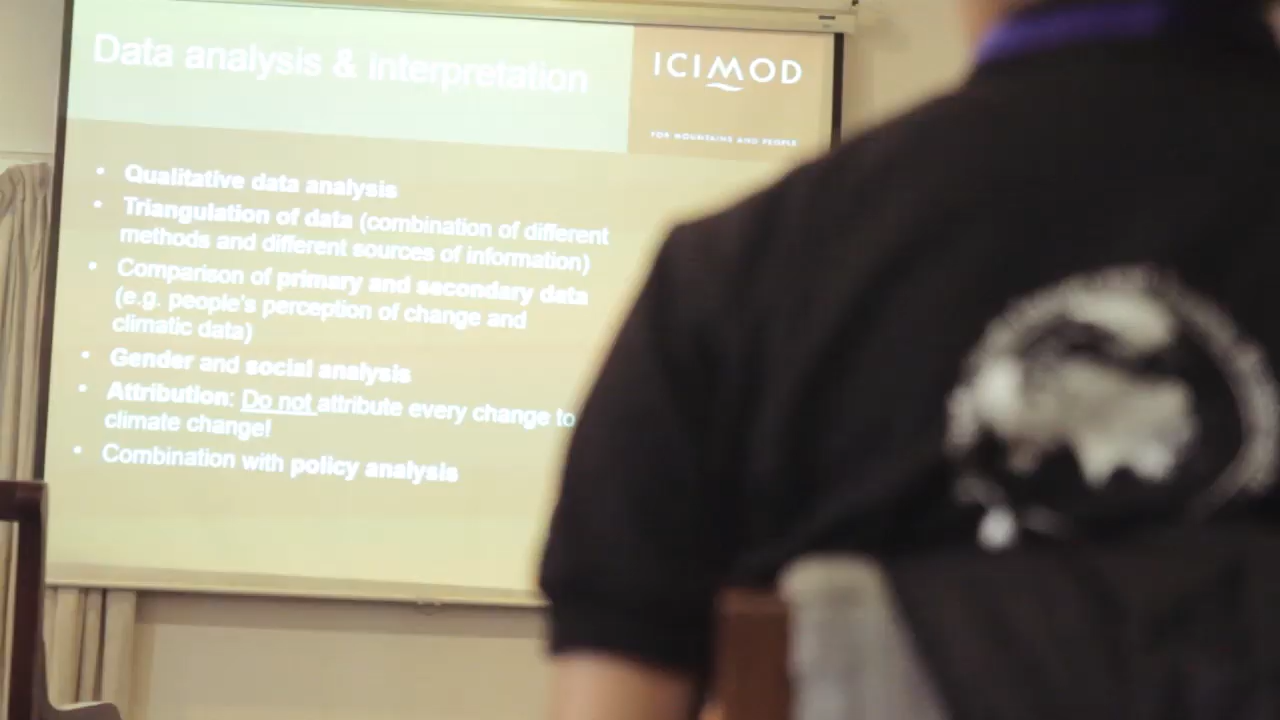 Data analysis & interpretation
ICIMOD
FOR MOUNTAINS AND PEOPLE
• Qualitative data analysis
• Triangulation of data (combination of different
methods and different sources of information)
• Comparison of primary and secondary data
(e.g. people's perception of change and
climatic data)
• Gender and social analysis
• Attribution: Do not attribute every change to
climate change!
• Combination with policy analysis